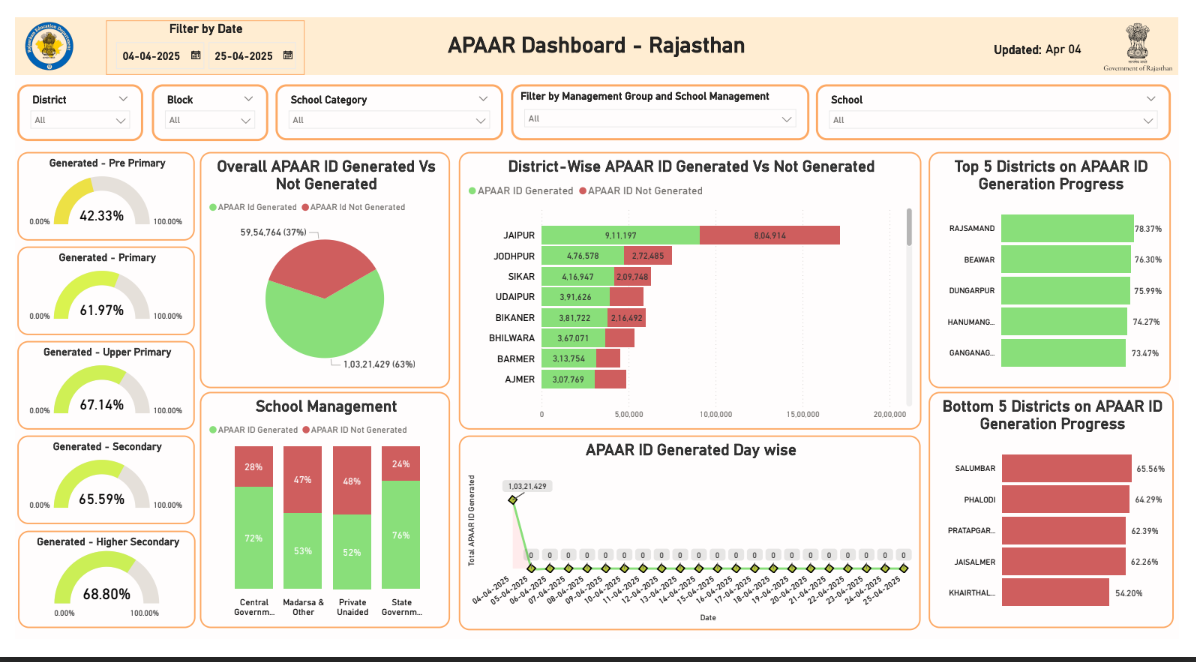 Filter by Date
04-04-2025
25-04-2025
APAAR Dashboard - Rajasthan
Updated: Apr 04
Government of Rajasthan
District
All
Block
All
School Category
All
Filter by Management Group and School Management
All
School
All
Generated - Pre Primary
42.33%
0.00%
100.00%
Generated - Primary
61.97%
0.00%
100.00%
Generated - Upper Primary
67.14%
0.00%
100.00%
Generated - Secondary
65.59%
0.00%
100.00%
Generated - Higher Secondary
68.80%
0.00%
100.00%
Overall APAAR ID Generated Vs
Not Generated
APAAR Id Generated
APAAR Id Not Generated
59,54,764 (37%)
1,03,21,429 (63%)
School Management
APAAR ID Generated
APAAR ID Not Generated
28%
47%
48%
24%
72%
53%
52%
76%
Central
Governm...
Madarsa &
Other
Private
Unaided
State
Governm...
District-Wise APAAR ID Generated Vs Not Generated
APAAR ID Generated
APAAR ID Not Generated
JAIPUR 9,11,197 8,04,914
JODHPUR 4,76,578 2,72,485
SIKAR 4,16,947 2,09,748
UDAIPUR 3,91,626
BIKANER 3,81,722 2,16,492
BHILWARA 3,67,071
BARMER 3,13,754
AJMER 3,07,769
0 5,00,000 10,00,000 15,00,000 20,00,000
APAAR ID Generated Day wise
Total APAAR ID Generated
1,03,21,429
0 0 0 0 0 0 0 0 0 0 0 0 0 0 0 0 0 0 0 0 0
04-04-2025
05-04-2025
06-04-2025
07-04-2025
08-04-2025
09-04-2025
10-04-2025
11-04-2025
12-04-2025
13-04-2025
14-04-2025
15-04-2025
16-04-2025
17-04-2025
18-04-2025
19-04-2025
20-04-2025
21-04-2025
22-04-2025
23-04-2025
24-04-2025
25-04-2025
Date
Top 5 Districts on APAAR ID
Generation Progress
RAJSAMAND 78.37%
BEAWAR 76.30%
DUNGARPUR 75.99%
HANUMANG... 74.27%
GANGANAG... 73.47%
Bottom 5 Districts on APAAR ID
Generation Progress
SALUMBAR 65.56%
PHALODI 64.29%
PRATAPGAR... 62.39%
JAISALMER 62.26%
KHAIRTHAL... 54.20%